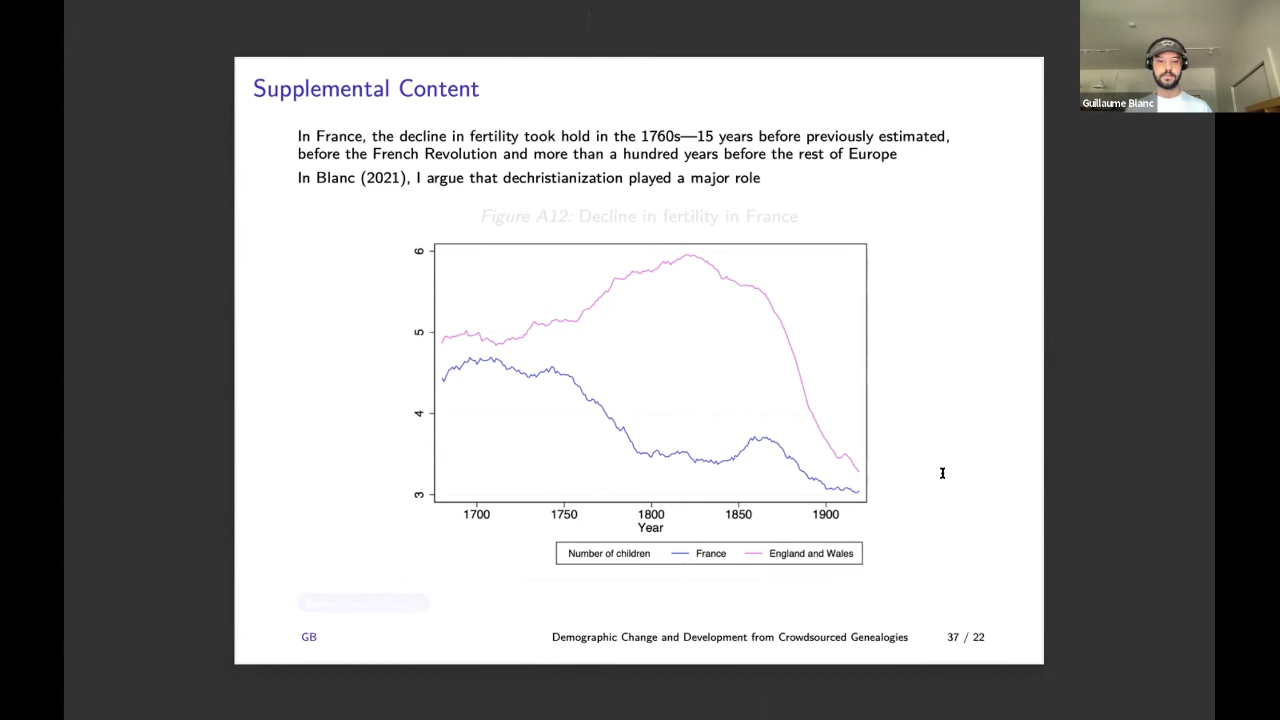 Supplemental Content
In France, the decline in fertility took hold in the 1760s—15 years before previously estimated,
before the French Revolution and more than a hundred years before the rest of Europe
In Blanc (2021), I argue that dechristianization played a major role
Figure A12: Decline in fertility in France
6
5
4
3
1700 1750 1800 1850 1900
Year
Number of children France England and Wales
GB Demographic Change and Development from Crowdsourced Genealogies 37 / 22
Guillaume Blanc